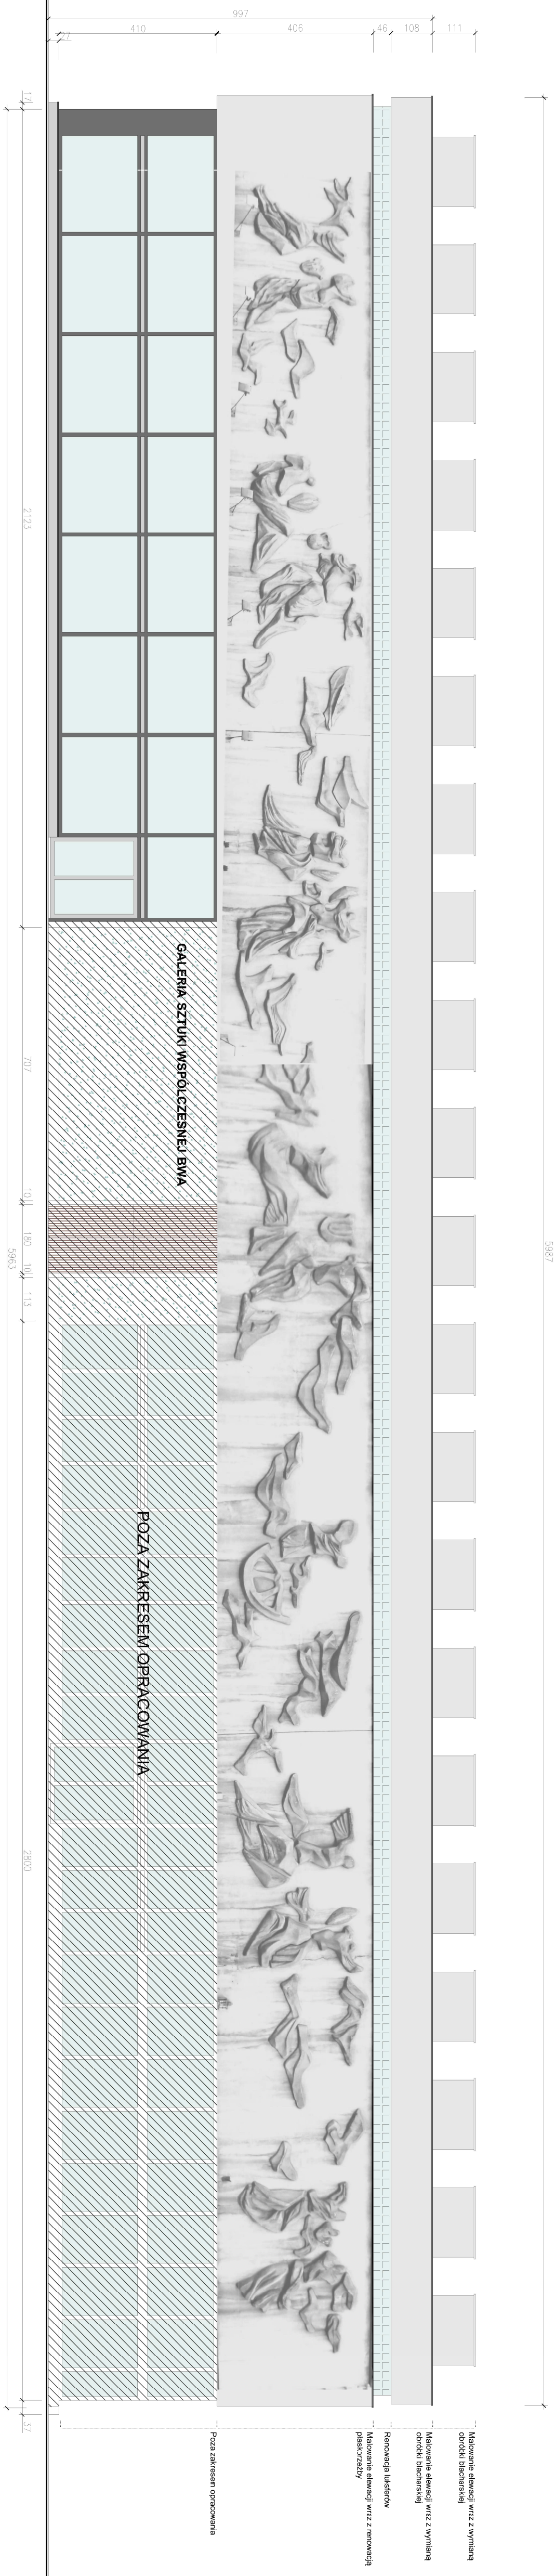 5987
111
108
46
406
410
27
997
Malowanie elewacji wraz z wymianą
obróbki blacharskiej
Malowanie elewacji wraz z wymianą
obróbki blacharskiej
Renowacja luksferów
Malowanie elewacji wraz z renowacją
płaskorzeźby
Poza zakresem opracowania
GALERIA SZTUKI WSPÓŁCZESNEJ BWA
POZA ZAKRESEM OPRACOWANIA
17
2123
707
10
180
10
113
2800
37
5963